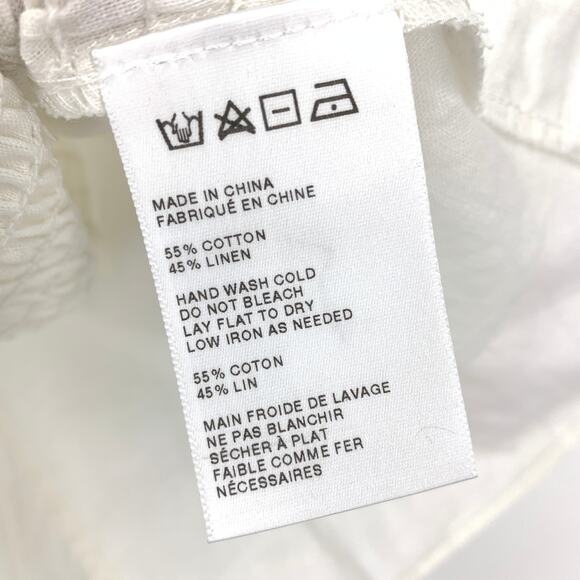 MADE IN CHINA
FABRIQUÉ EN CHINE
55% COTTON
45% LINEN
HAND WASH COLD
DO NOT BLEACH
LAY FLAT TO DRY
LOW IRON AS NEEDED
55% COTON
45% LIN
MAIN FROIDE DE LAVAGE
NE PAS BLANCHIR
SÉCHER À PLAT
FAIBLE COMME FER
NÉCESSAIRES